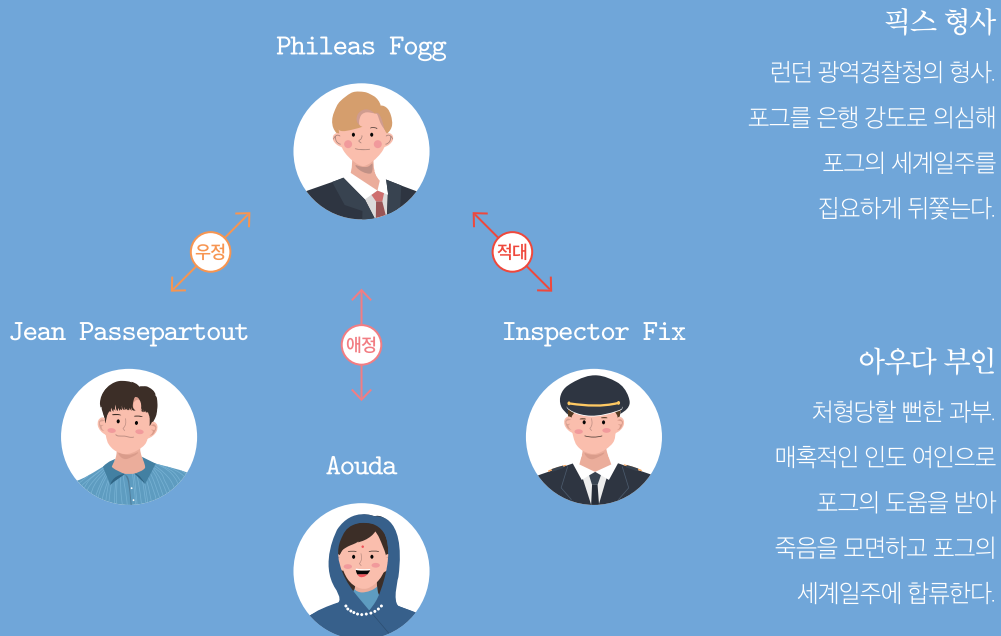 Phileas Fogg
우정
적대
Jean Passepartout
애정
Inspector Fix
Aouda
픽스 형사
런던 광역경찰청의 형사.
포그를 은행 강도로 의심해
포그의 세계일주를
집요하게 뒤쫓는다.
아우다 부인
처형당할 뻔한 과부.
매혹적인 인도 여인으로
포그의 도움을 받아
죽음을 모면하고 포그의
세계일주에 합류한다.